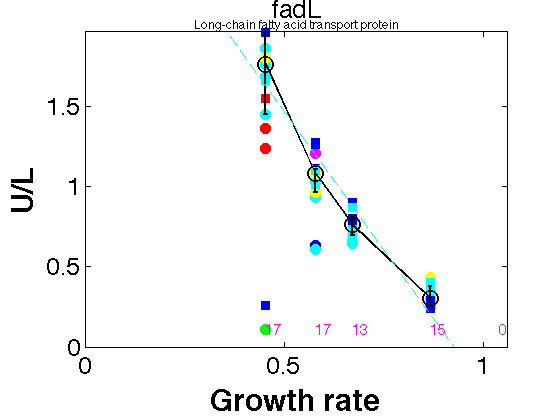 fadL
Long-chain fatty acid transport protein
U/L
1.5
1
0.5
0
17 17 13 15 0
0 0.5 1
Growth rate